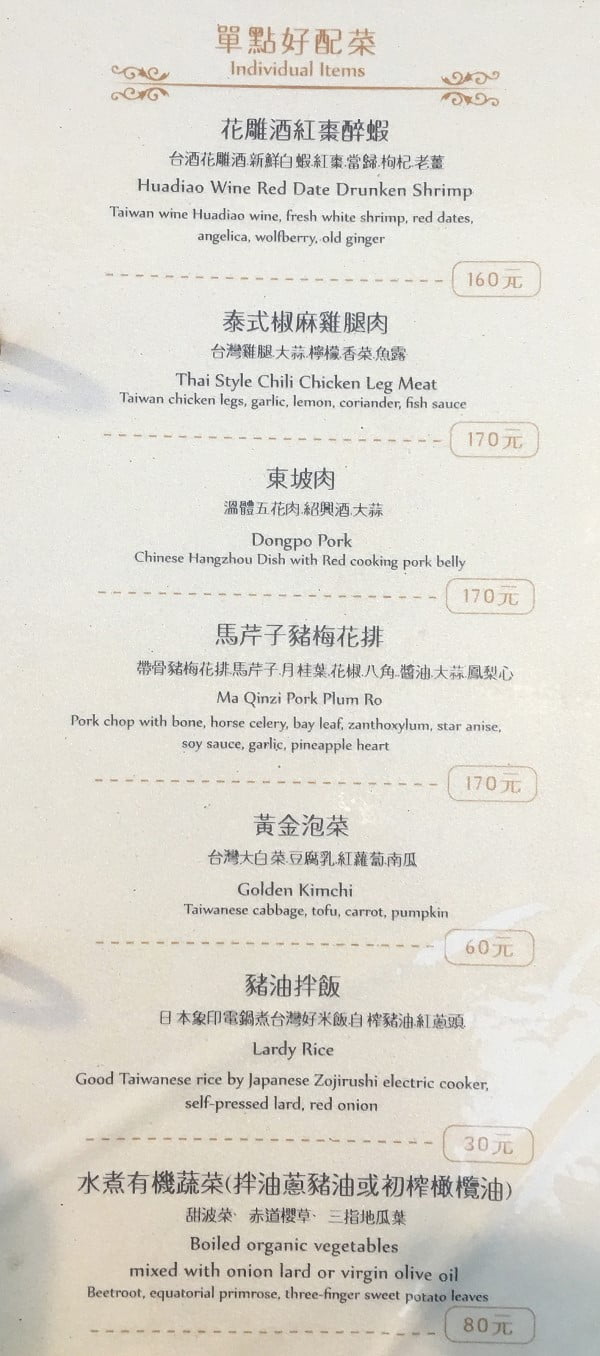 單點好配菜
Individual Items
花雕酒紅棗醉蝦
台酒花雕酒.新鮮白蝦.紅棗.當歸.枸杞.老薑
Huadiao Wine Red Date Drunken Shrimp
Taiwan wine Huadiao wine, fresh white shrimp, red dates,
angelica, wolfberry, old ginger
160元
泰式椒麻雞腿肉
台灣雞腿.大蒜.檸檬.香菜.魚露
Thai Style Chili Chicken Leg Meat
Taiwan chicken legs, garlic, lemon, coriander, fish sauce
170元
東坡肉
溫體五花肉.紹興酒.大蒜
Dongpo Pork
Chinese Hangzhou Dish with Red cooking pork belly
170元
馬芹子豬梅花排
帶骨豬梅花排.馬芹子.月桂葉.花椒.八角.醬油.大蒜.鳳梨心
Ma Qinzi Pork Plum Ro
Pork chop with bone, horse celery, bay leaf, zanthoxylum, star anise,
soy sauce, garlic, pineapple heart
170元
黃金泡菜
台灣大白菜.豆腐乳.紅蘿蔔.南瓜
Golden Kimchi
Taiwanese cabbage, tofu, carrot, pumpkin
60元
豬油拌飯
日本象印電鍋煮台灣好米飯.自榨豬油.紅蔥頭
Lardy Rice
Good Taiwanese rice by Japanese Zojirushi electric cooker,
self-pressed lard, red onion
30元
水煮有機蔬菜(拌油蔥豬油或初榨橄欖油)
甜波菜、赤道櫻草、三指地瓜葉
Boiled organic vegetables
mixed with onion lard or virgin olive oil
Beetroot, equatorial primrose, three-finger sweet potato leaves
80元